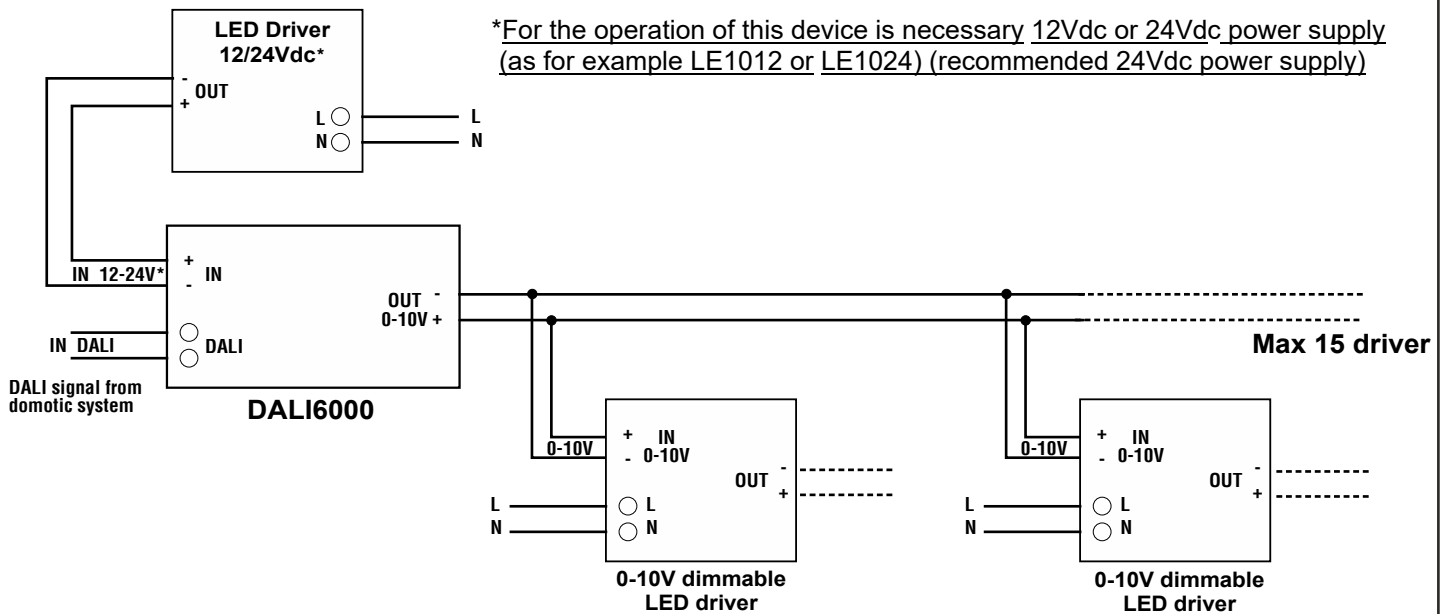 LED Driver
12/24Vdc*
*For the operation of this device is necessary 12Vdc or 24Vdc power supply
(as for example LE1012 or LE1024) (recommended 24Vdc power supply)
-
OUT
+
L
L
N
N
+
IN 12-24V*
IN
-
OUT -
0-10V +
IN DALI
DALI
Max 15 driver
DALI signal from
domotic system
DALI6000
+ IN
0-10V
- 0-10V
OUT
-
+
L
L
N
N
0-10V dimmable
LED driver
+ IN
0-10V
- 0-10V
OUT
-
+
L
L
N
N
0-10V dimmable
LED driver